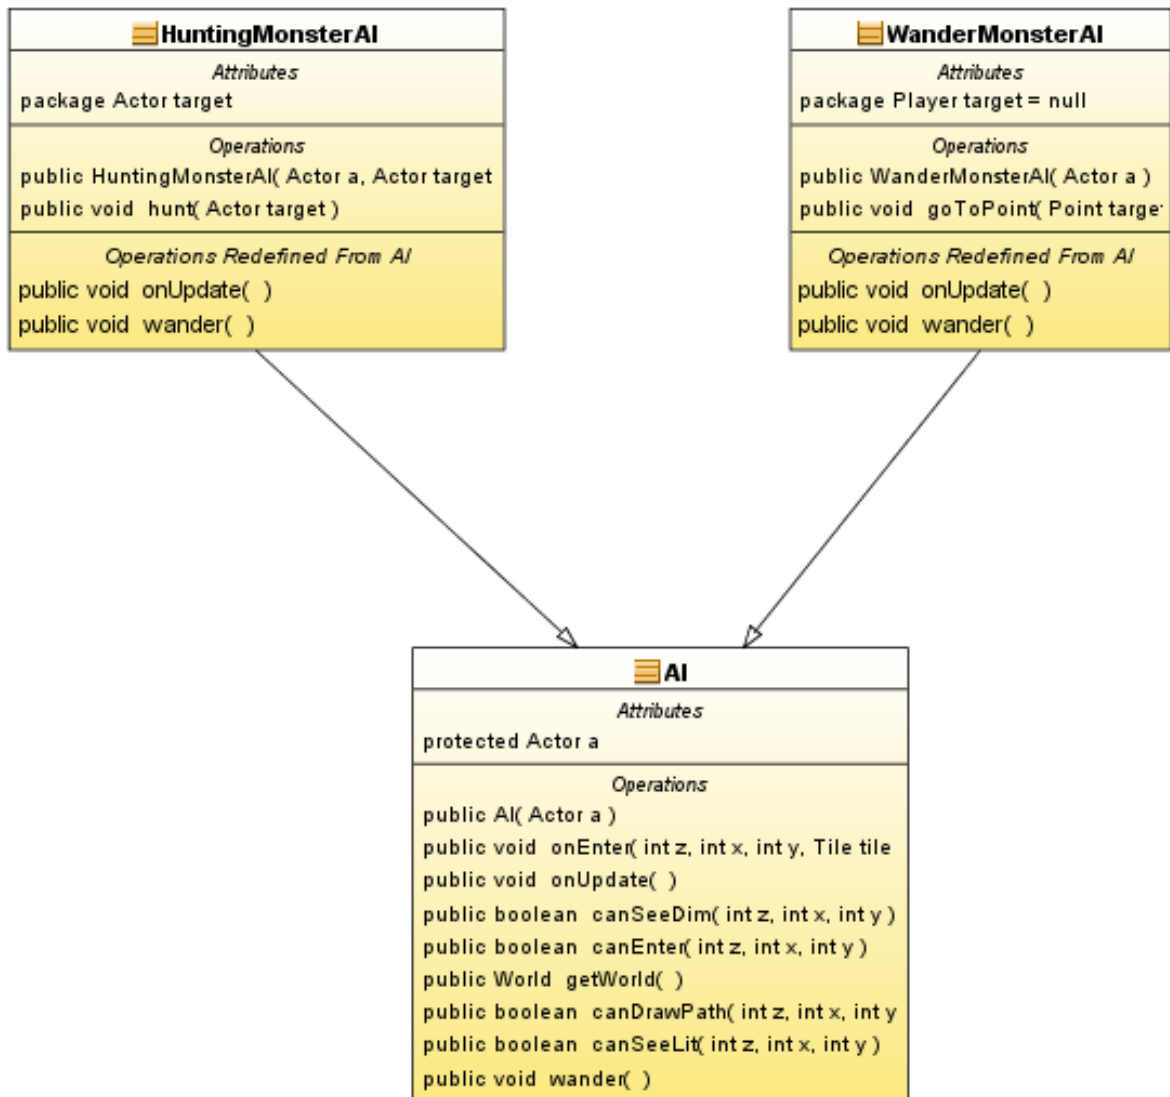 HuntingMonsterAI
Attributes
package Actor target
Operations
public HuntingMonsterAI( Actor a, Actor target
public void hunt( Actor target )
Operations Redefined From AI
public void onUpdate( )
public void wander( )
WanderMonsterAI
Attributes
package Player target = null
Operations
public WanderMonsterAI( Actor a )
public void goToPoint( Point target
Operations Redefined From AI
public void onUpdate( )
public void wander( )
AI
Attributes
protected Actor a
Operations
public AI( Actor a )
public void onEnter( int z, int x, int y, Tile tile
public void onUpdate( )
public boolean canSeeDim( int z, int x, int y )
public boolean canEnter( int z, int x, int y )
public World getWorld( )
public boolean canDrawPath( int z, int x, int y
public boolean canSeeLit( int z, int x, int y )
public void wander( )